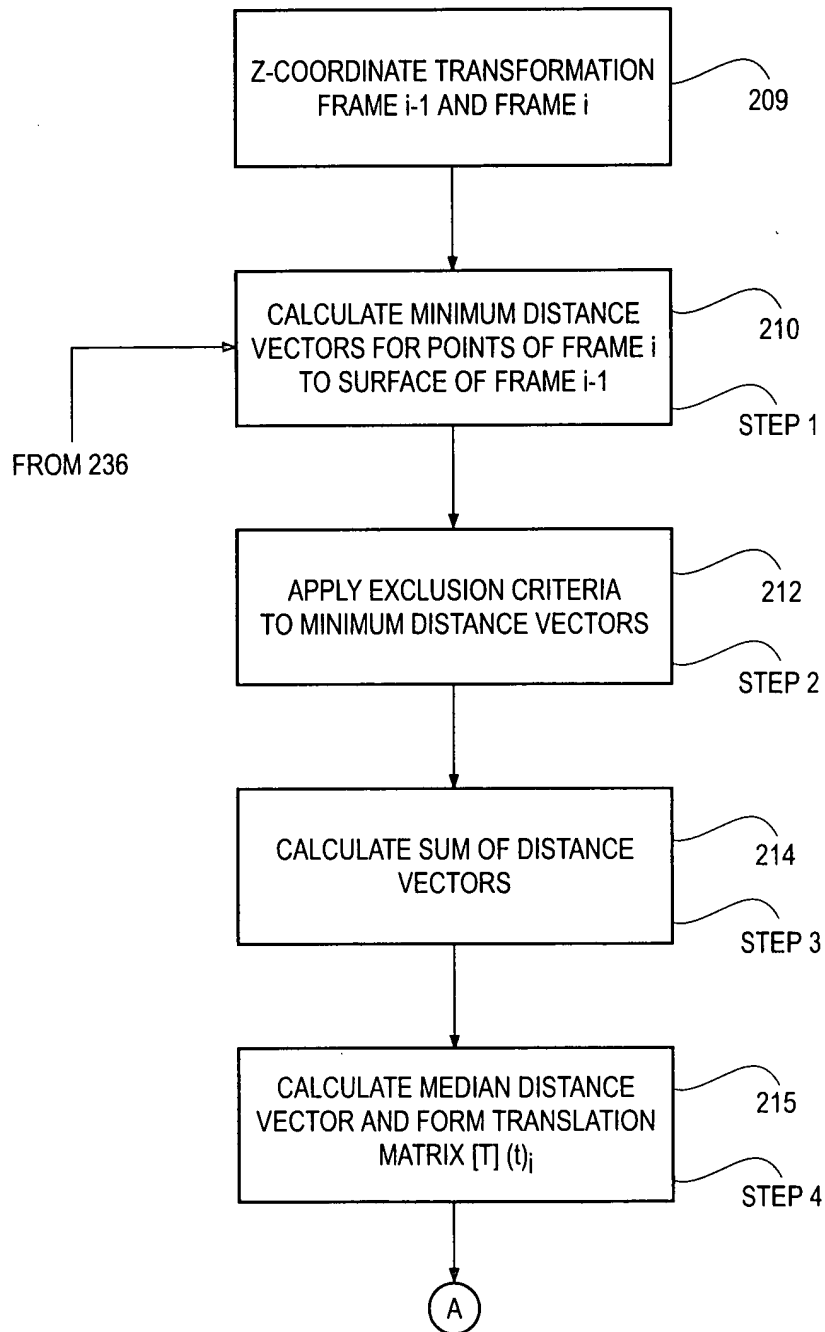 Z-COORDINATE TRANSFORMATION
FRAME i-1 AND FRAME i
209
CALCULATE MINIMUM DISTANCE
VECTORS FOR POINTS OF FRAME i
TO SURFACE OF FRAME i-1
210
STEP 1
FROM 236
APPLY EXCLUSION CRITERIA
TO MINIMUM DISTANCE VECTORS
212
STEP 2
CALCULATE SUM OF DISTANCE
VECTORS
214
STEP 3
CALCULATE MEDIAN DISTANCE
VECTOR AND FORM TRANSLATION
MATRIX [T] (t)i
215
STEP 4
A